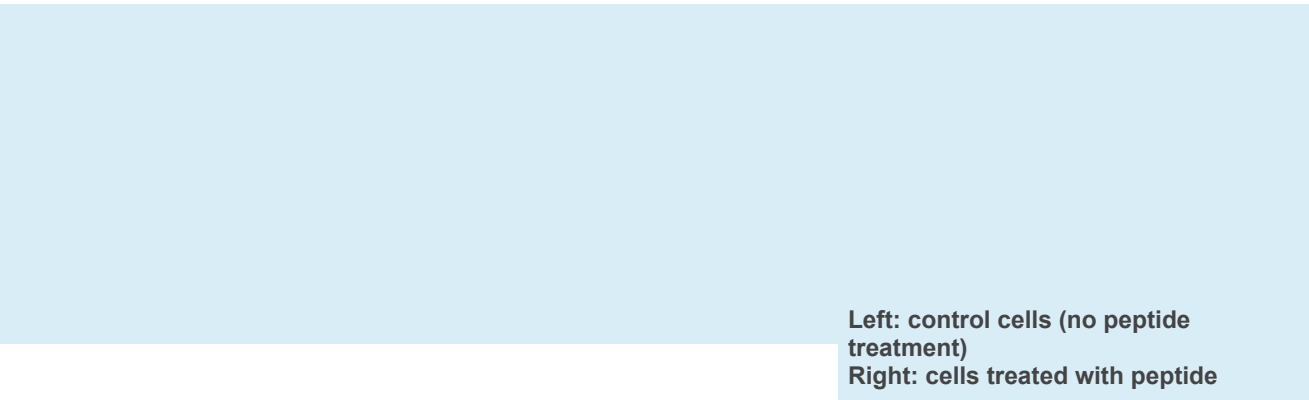 Left: control cells (no peptide
treatment)
Right: cells treated with peptide